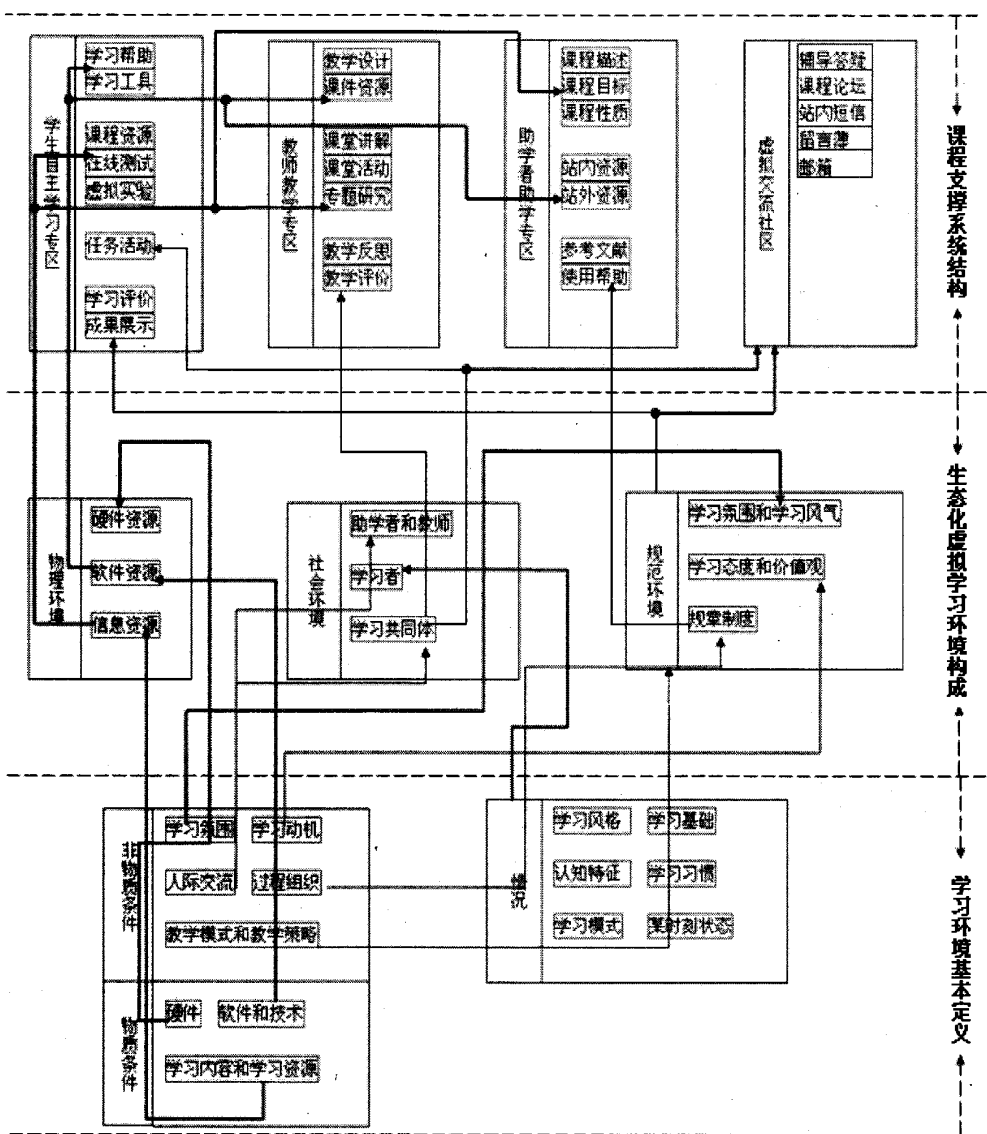 学生自主学习专区
学习帮助
学习工具
课程资源
在线测试
虚拟实验
任务活动
学习评价
成果展示
教师教学专区
教学设计
课件资源
课堂讲解
课堂活动
专题研究
教学反思
教学评价
助学者助学专区
课程描述
课程目标
课程性质
站内资源
站外资源
参考文献
使用帮助
虚拟交流社区
辅导答疑
课程论坛
站内短信
留言簿
邮箱
课程支撑系统结构
物理环境
硬件资源
软件资源
信息资源
社会环境
助学者和教师
学习者
学习共同体
规范环境
学习氛围和学习风气
学习态度和价值观
规章制度
生态化虚拟学习环境构成
非物质条件
学习氛围
学习动机
人际交流
过程组织
教学模式和教学策略
物质条件
硬件
软件和技术
学习内容和学习资源
情况
学习风格
学习基础
认知特征
学习习惯
学习模式
某时刻状态
学习环境基本定义